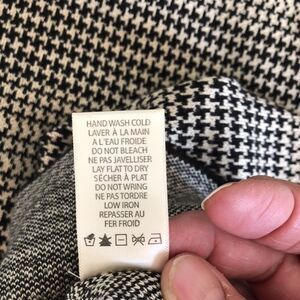 HAND WASH COLD
LAVER À LA MAIN
A L'EAU FROIDE
DO NOT BLEACH
NE PAS JAVELLISER
LAY FLAT TO DRY
SÉCHER À PLAT
DO NOT WRING
NE PAS TORDRE
LOW IRON
REPASSER AU
FER FROID